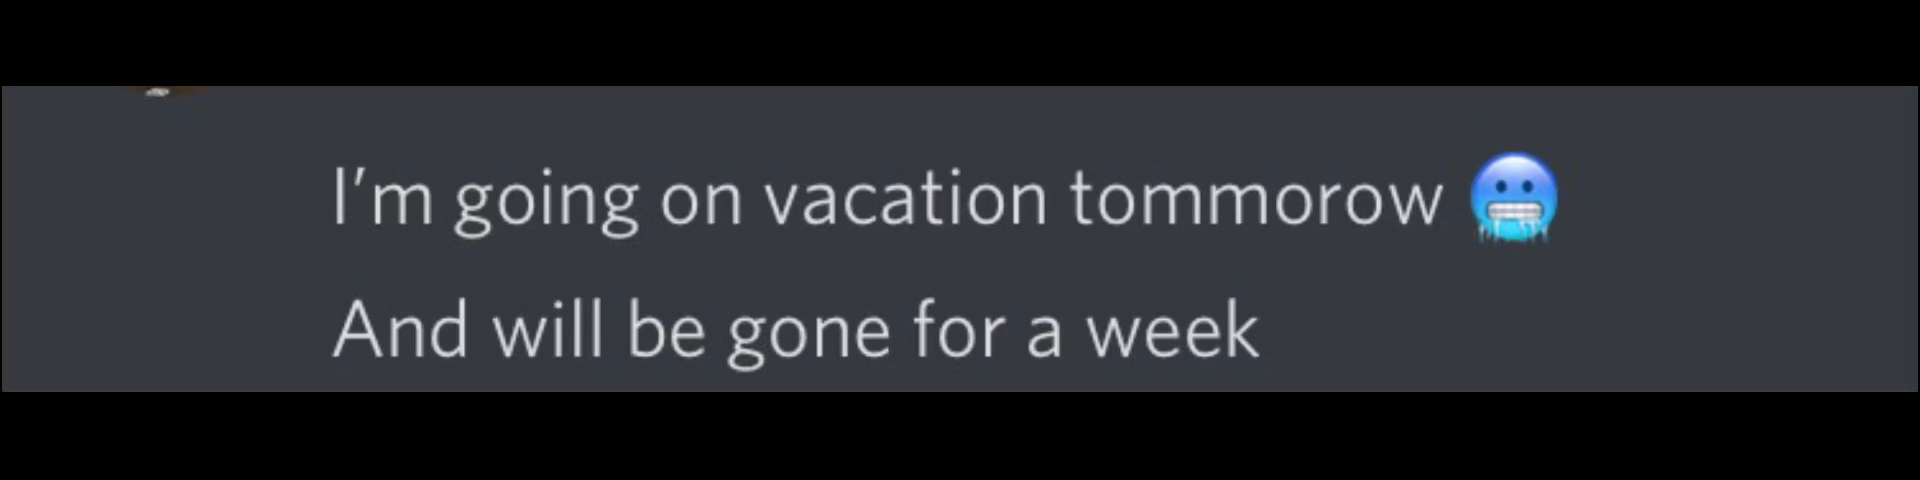 I'm going on vacation tommorow 🥶
And will be gone for a week